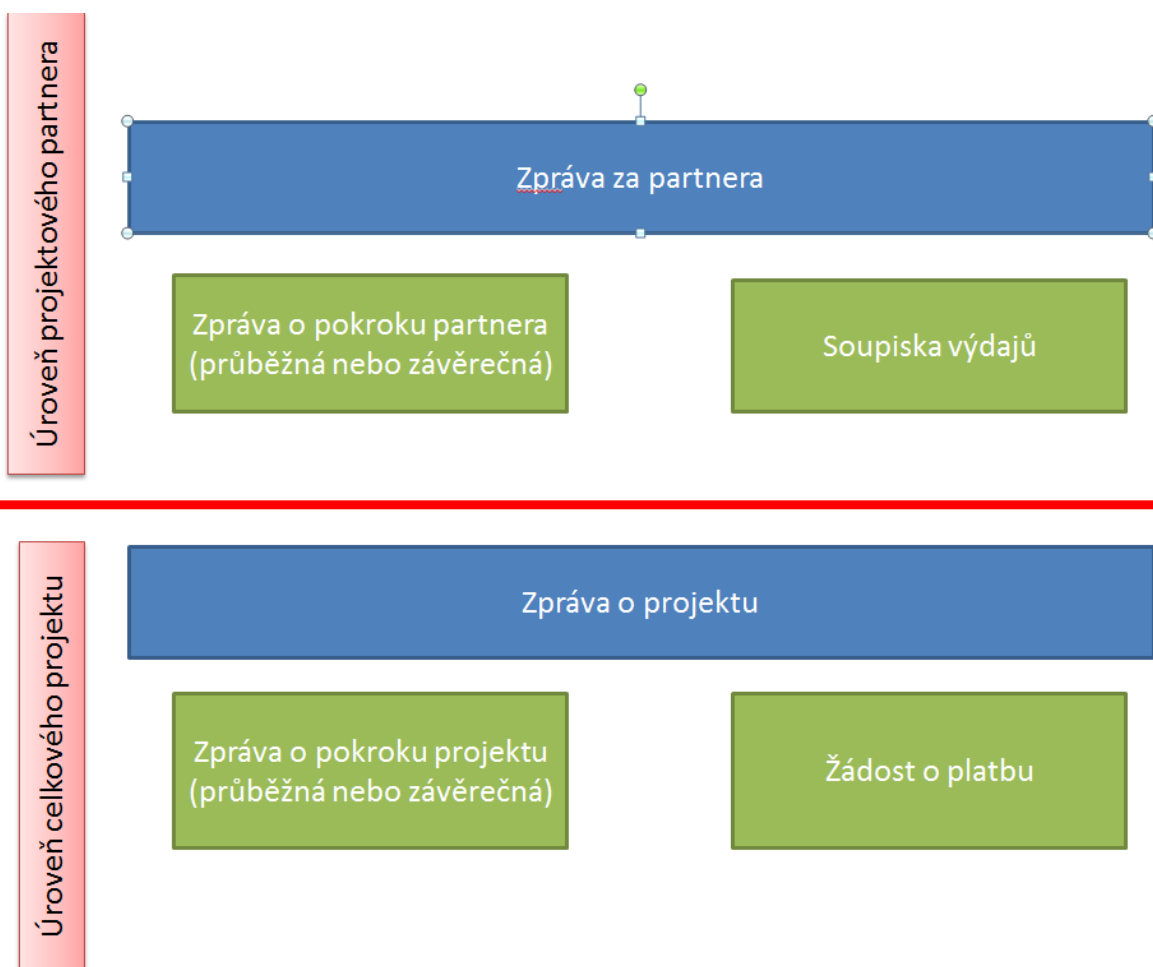 Úroveň projektového partnera
Zpráva za partnera
Zpráva o pokroku partnera
(průběžná nebo závěrečná)
Soupiska výdajů
Úroveň celkového projektu
Zpráva o projektu
Zpráva o pokroku projektu
(průběžná nebo závěrečná)
Žádost o platbu